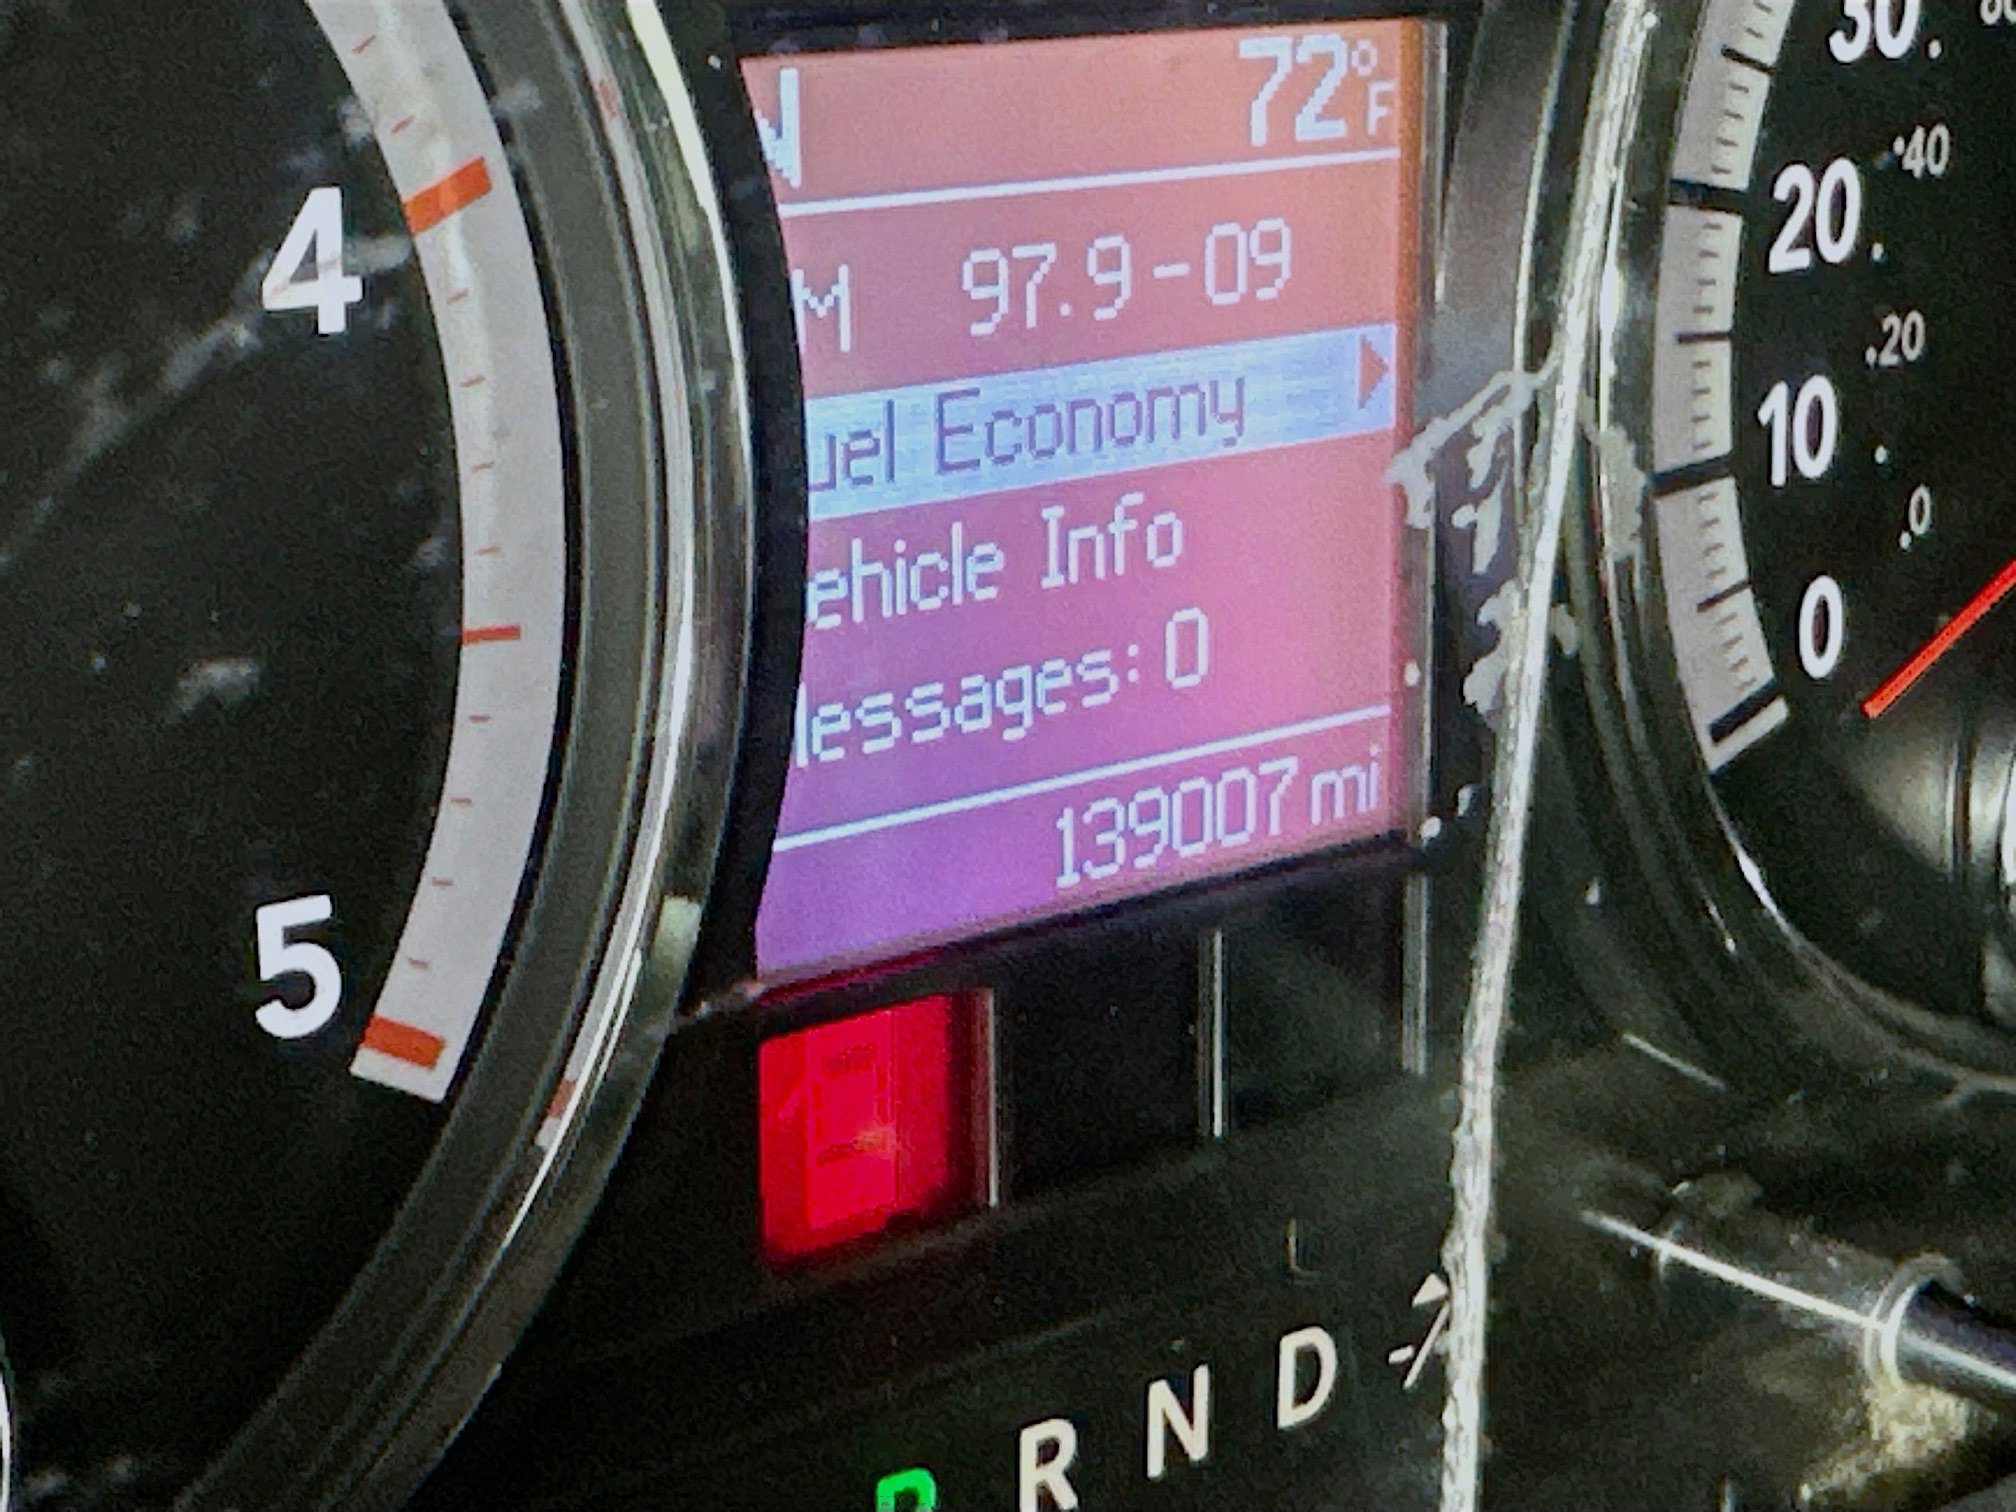 72°F
M 97.9-09
uel Economy
ehicle Info
essages: 0
139007 mi
4
5
30
20
10
0
40
20
0
R N D
L